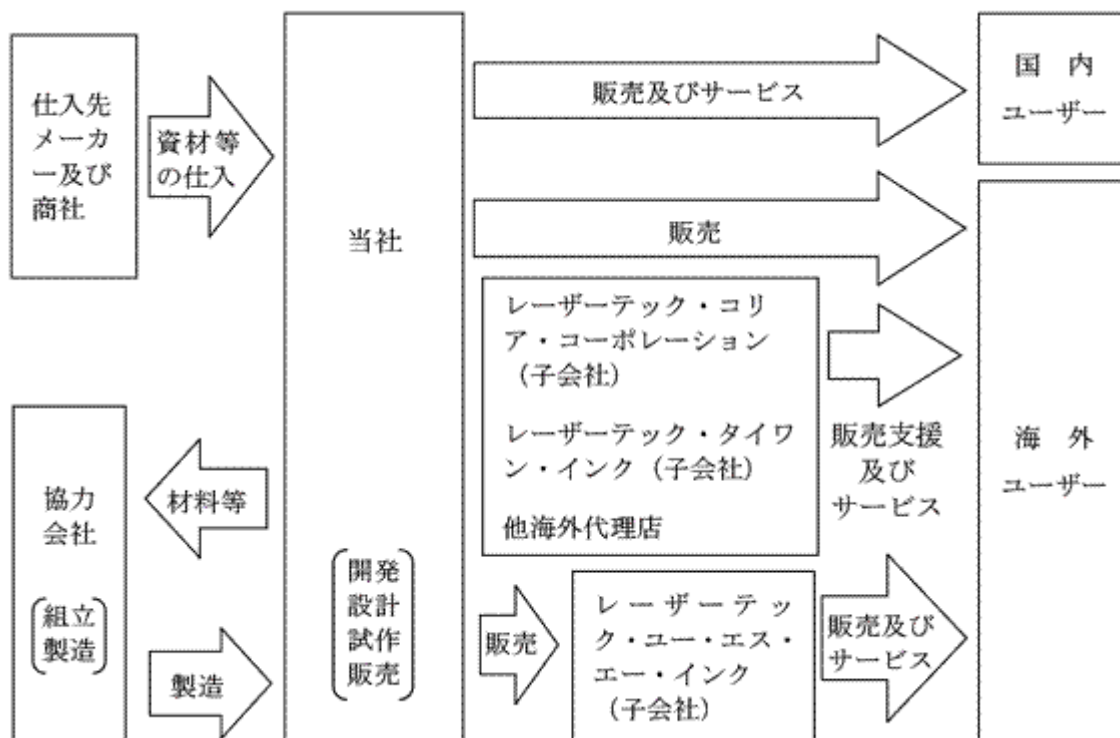 仕入先
メーカ
ー及び
商社
資材等
の仕入
当社
開発
設計
試作
販売
協力
会社
組立
製造
材料等
製造
販売及びサービス
国 内
ユーザー
販売
レーザーテック・コリ
ア・コーポレーション
(子会社)
レーザーテック・タイワ
ン・インク (子会社)
他海外代理店
販売支援
及び
サービス
販売
レーザーテッ
ク・ユー・エス・
エー・インク
(子会社)
販売及び
サービス
海 外
ユーザー